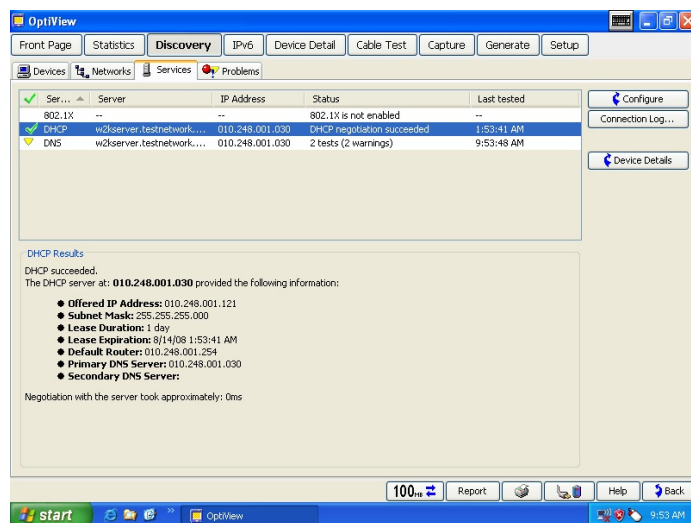 OptiView
Front Page Statistics Discovery IPv6 Device Detail Cable Test Capture Generate Setup
Devices Networks Services Problems
Ser... Server IP Address Status Last tested
802.1X -- -- 802.1X is not enabled --
DHCP w2kserver.testnetwork.... 010.248.001.030 DHCP negotiation succeeded 1:53:41 AM
DNS w2kserver.testnetwork.... 010.248.001.030 2 tests (2 warnings) 9:53:48 AM
Configure
Connection Log...
Device Details
DHCP Results
DHCP succeeded.
The DHCP server at: 010.248.001.030 provided the following information:
Offered IP Address: 010.248.001.121
Subnet Mask: 255.255.255.000
Lease Duration: 1 day
Lease Expiration: 8/14/08 1:53:41 AM
Default Router: 010.248.001.254
Primary DNS Server: 010.248.001.030
Secondary DNS Server:
Negotiation with the server took approximately: 0ms
100MB Report Help Back
start OptiView 9:53 AM